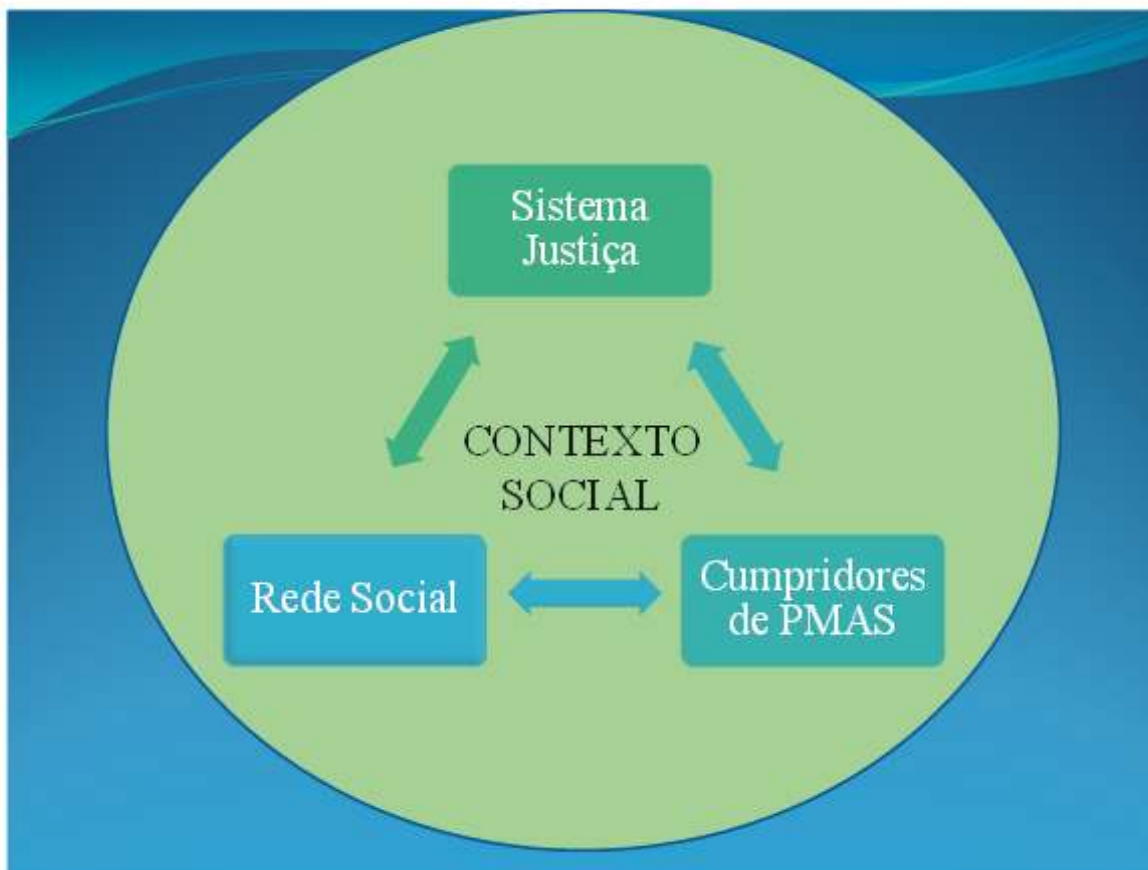 Sistema
Justiça
CONTEXTO
SOCIAL
Rede Social
Cumpridores
de PMAS